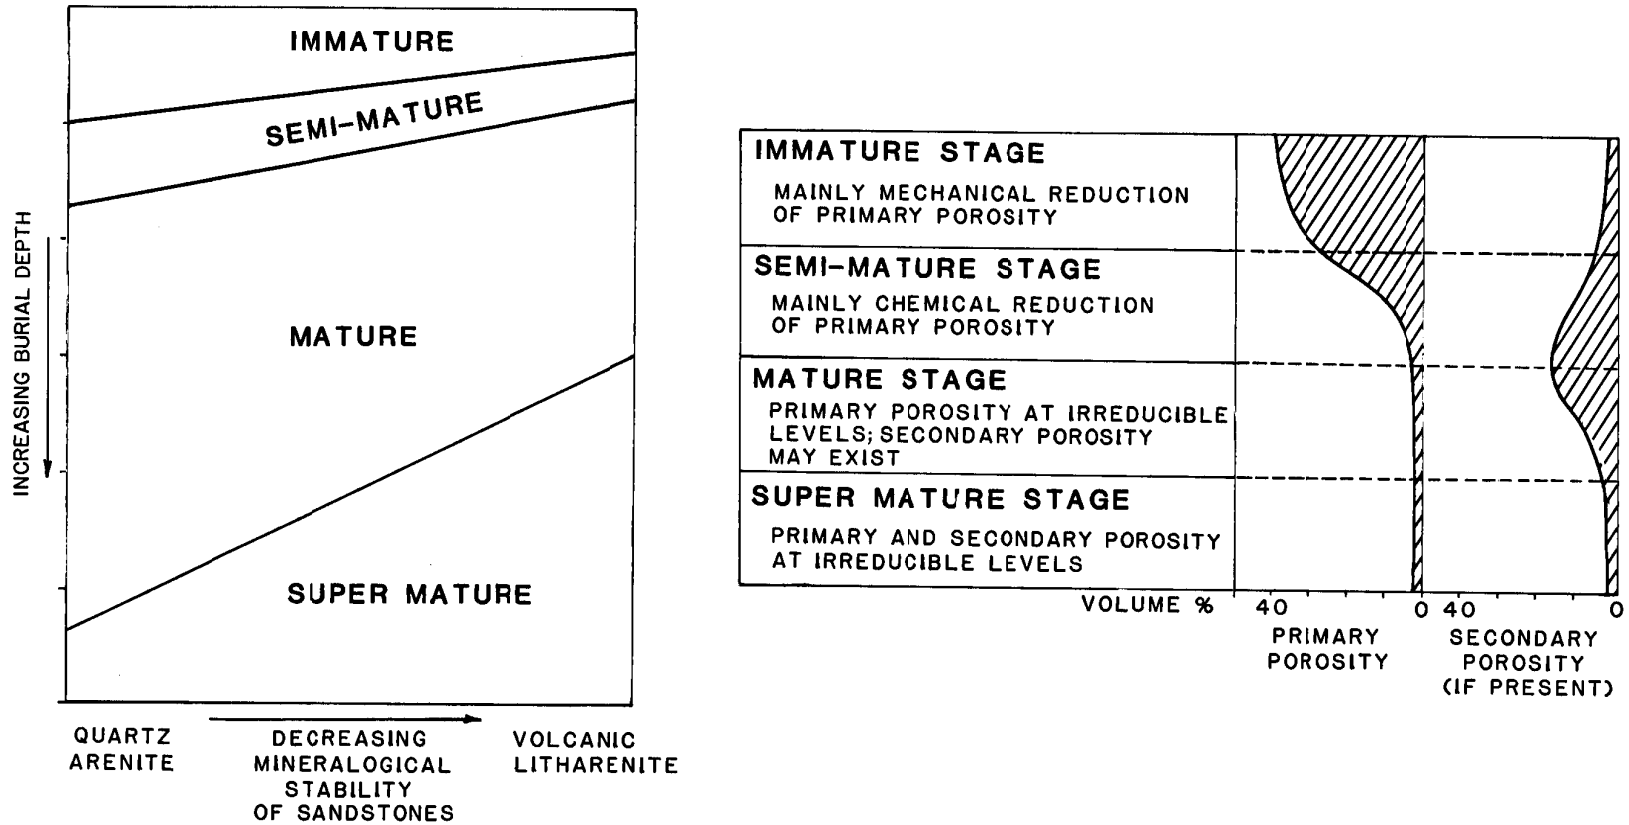 IMMATURE
SEMI-MATURE
MATURE
SUPER MATURE
INCREASING BURIAL DEPTH
QUARTZ
ARENITE
DECREASING
MINERALOGICAL
STABILITY
OF SANDSTONES
VOLCANIC
LITHARENITE
IMMATURE STAGE
MAINLY MECHANICAL REDUCTION
OF PRIMARY POROSITY
SEMI-MATURE STAGE
MAINLY CHEMICAL REDUCTION
OF PRIMARY POROSITY
MATURE STAGE
PRIMARY POROSITY AT IRREDUCIBLE
LEVELS; SECONDARY POROSITY
MAY EXIST
SUPER MATURE STAGE
PRIMARY AND SECONDARY POROSITY
AT IRREDUCIBLE LEVELS
VOLUME % 40 0 40 0
PRIMARY
POROSITY
SECONDARY
POROSITY
(IF PRESENT)